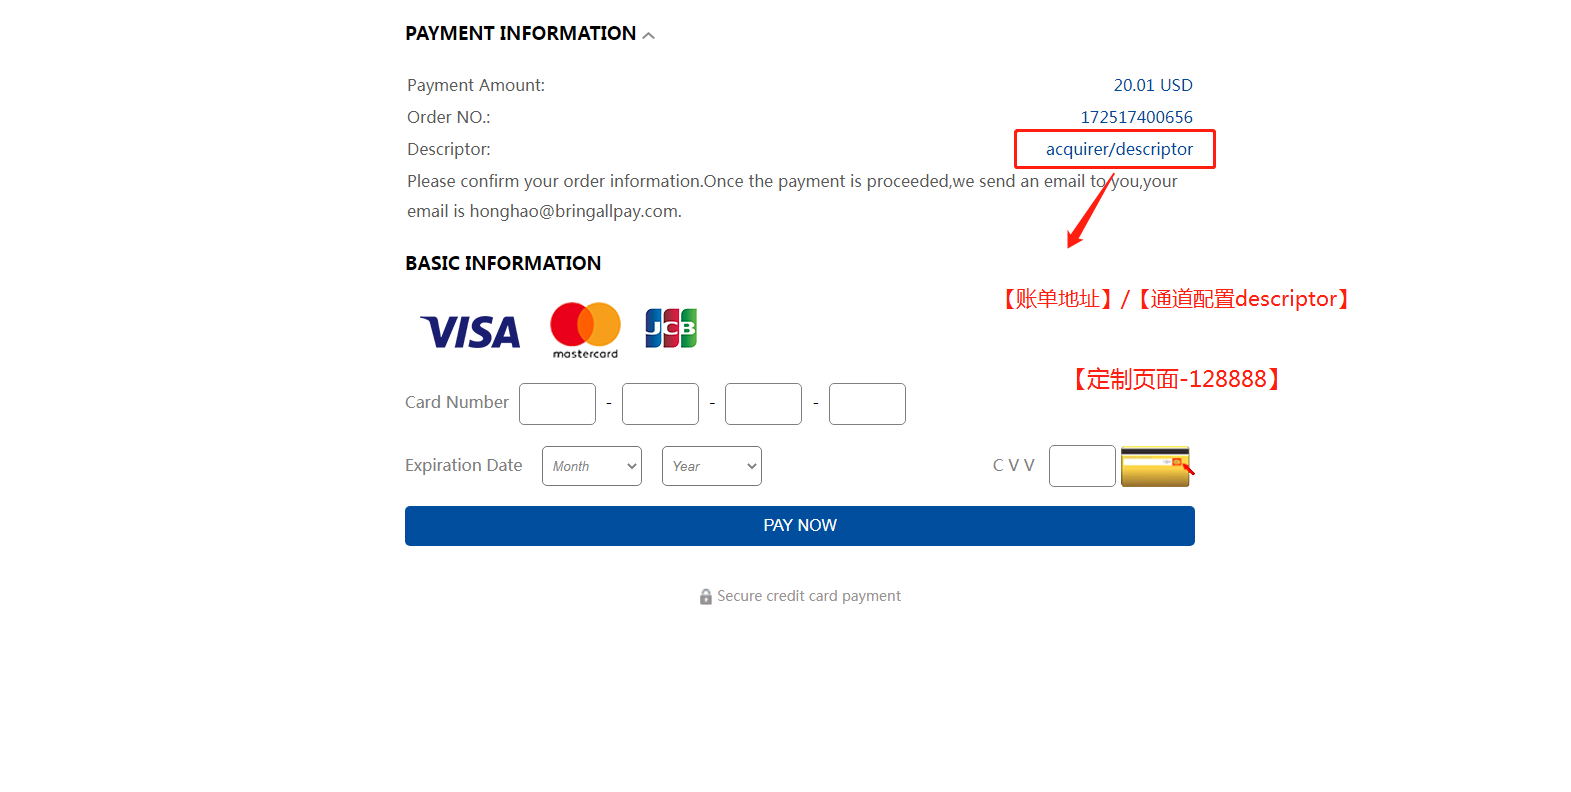 PAYMENT INFORMATION
Payment Amount: 20.01 USD
Order NO.: 172517400656
Descriptor: acquirer/descriptor
Please confirm your order information.Once the payment is proceeded,we send an email to you,your
email is honghao@bringallpay.com.
【账单地址】/【通道配置descriptor】
BASIC INFORMATION
VISA mastercard JCB
【定制页面-128888】
Card Number - - -
Expiration Date Month Year C V V
PAY NOW
Secure credit card payment